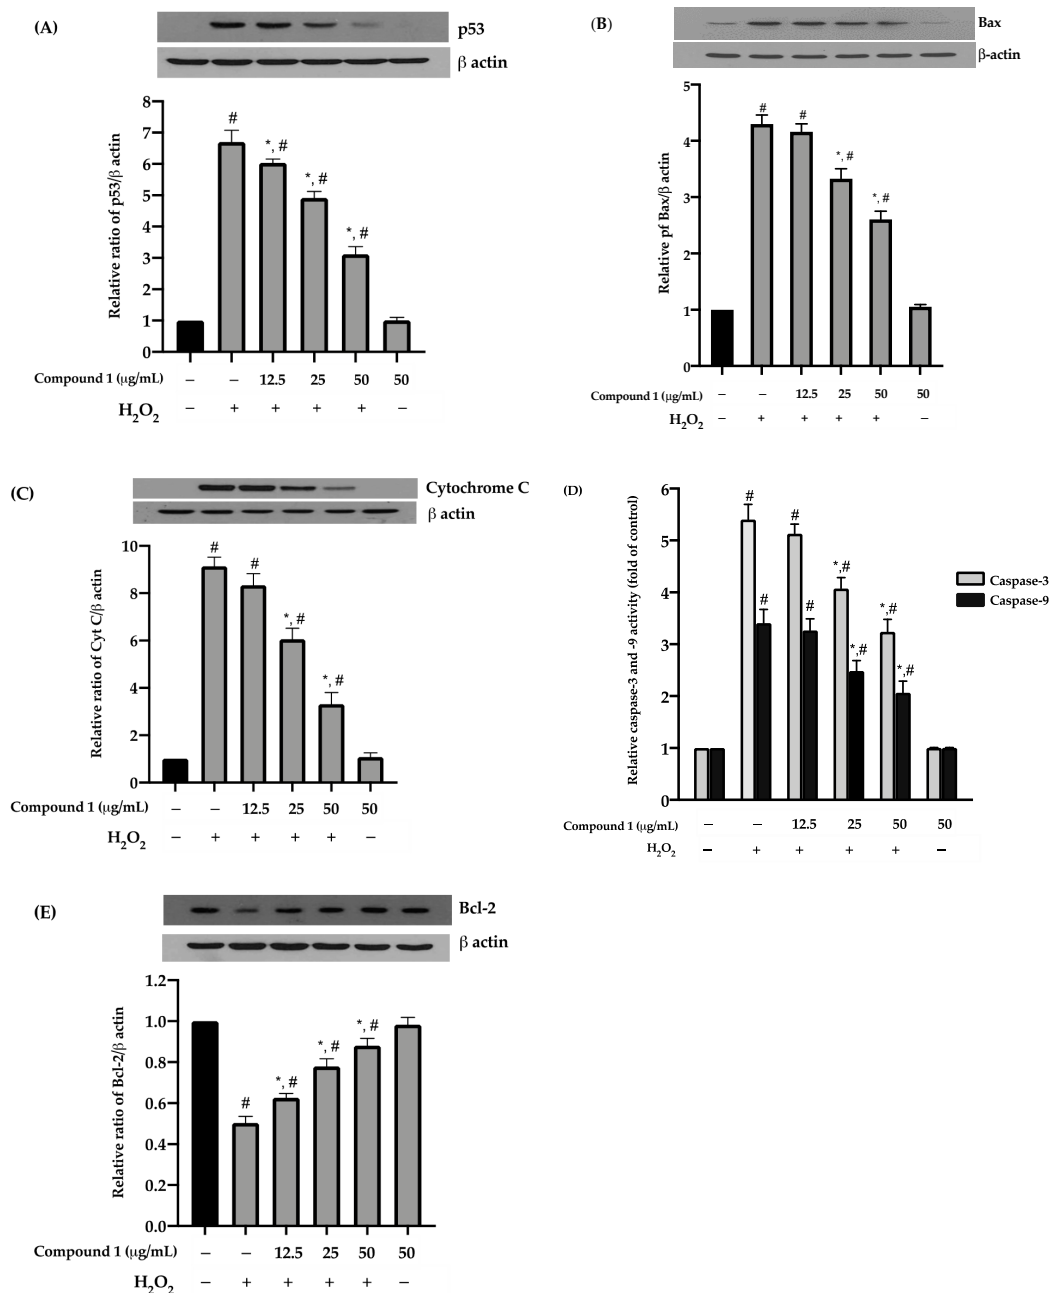 (A)
p53
β actin
8
7
6
5
4
3
2
1
0
Relative ratio of p53/β actin
#
*, #
*, #
*, #
Compound 1 (μg/mL) – – 12.5 25 50 50
H2O2 – + + + + –
(B)
Bax
β-actin
5
4
3
2
1
0
Relative pf Bax/β actin
#
#
*, #
*, #
Compound 1 (μg/mL) – – 12.5 25 50 50
H2O2 – + + + + –
(C)
Cytochrome C
β actin
10
8
6
4
2
0
Relative ratio of Cyt C/β actin
#
#
*, #
*, #
Compound 1 (μg/mL) – – 12.5 25 50 50
H2O2 – + + + + –
(D)
6
5
4
3
2
1
0
Relative caspase-3 and -9 activity (fold of control)
#
#
#
#
*,#
*,#
*,#
*,#
Caspase-3
Caspase-9
Compound 1 (μg/mL) – – 12.5 25 50 50
H2O2 – + + + + –
(E)
Bcl-2
β actin
1.2
1.0
0.8
0.6
0.4
0.2
0.0
Relative ratio of Bcl-2/β actin
#
*, #
*, #
*, #
Compound 1 (μg/mL) – – 12.5 25 50 50
H2O2 – + + + + –